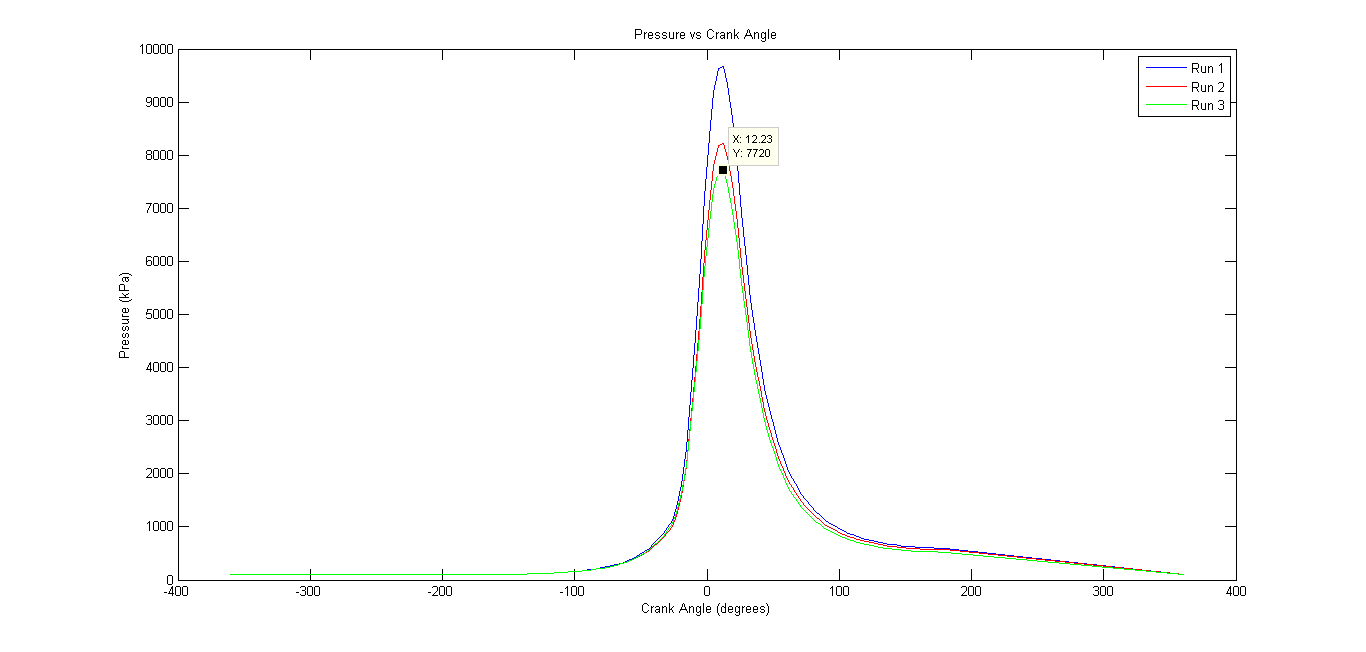 Pressure vs Crank Angle
10000
9000
8000
7000
6000
5000
4000
3000
2000
1000
0
Pressure (kPa)
Run 1
Run 2
Run 3
X: 12.23
Y: 7720
-400 -300 -200 -100 0 100 200 300 400
Crank Angle (degrees)